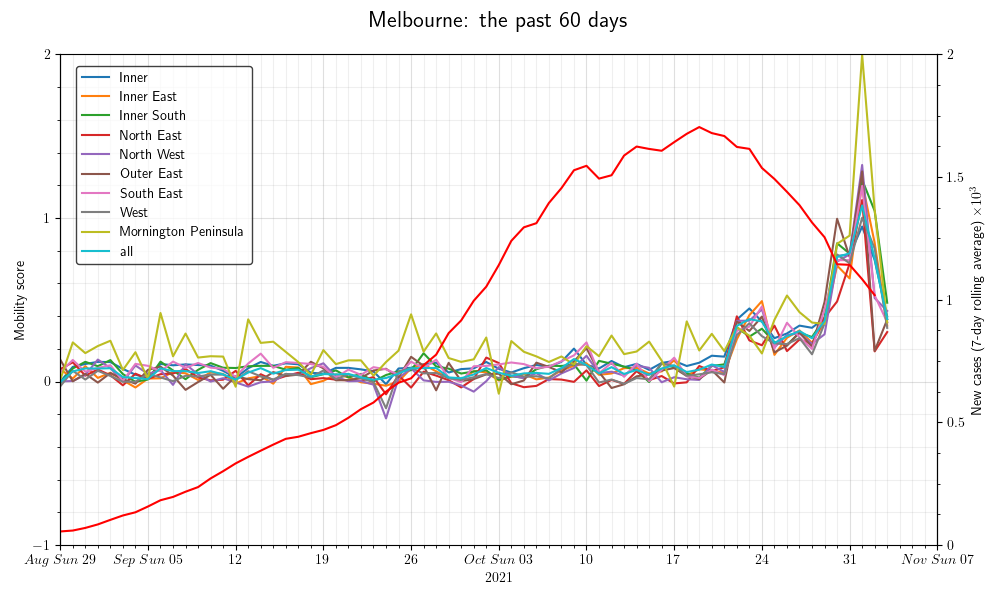 Melbourne: the past 60 days
Inner
Inner East
Inner South
North East
North West
Outer East
South East
West
Mornington Peninsula
all
Mobility score
2
1
0
−1
New cases (7-day rolling average) ×10³
2
1.5
1
0.5
0
Aug Sun 29
Sep Sun 05
12
19
26
Oct Sun 03
10
17
24
31
Nov Sun 07
2021